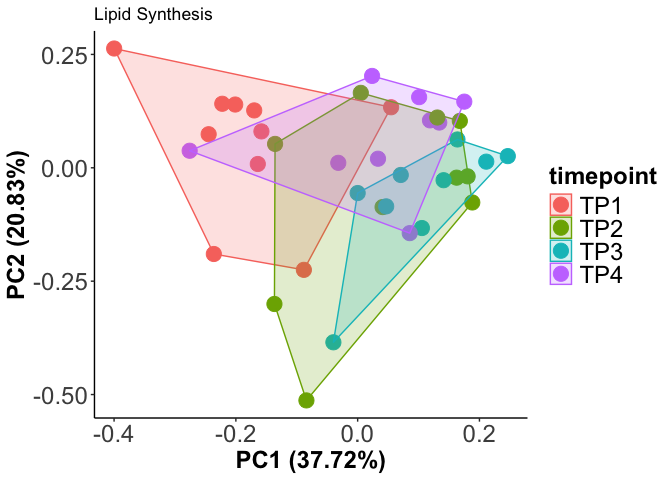 Lipid Synthesis
0.25
0.00
-0.25
-0.50
PC2 (20.83%)
-0.4 -0.2 0.0 0.2
PC1 (37.72%)
timepoint
TP1
TP2
TP3
TP4